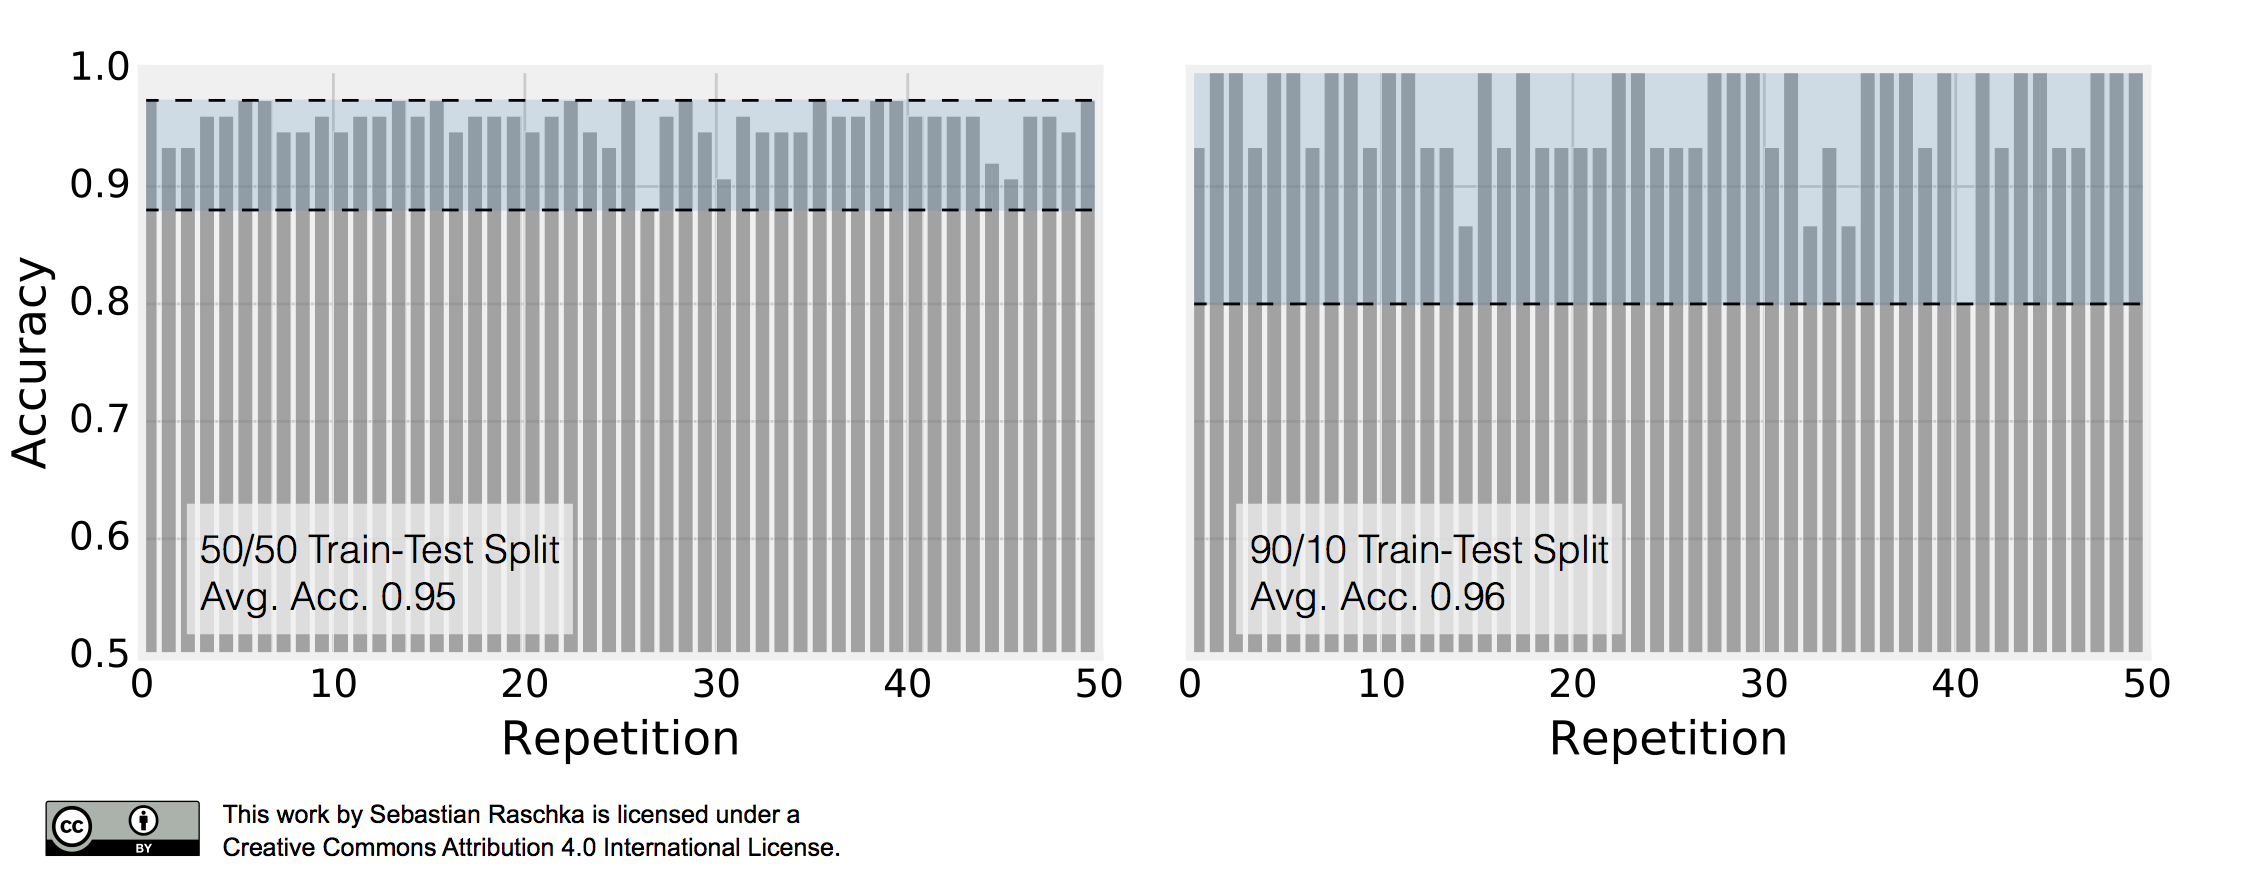 1.0
0.9
0.8
0.7
0.6
0.5
Accuracy
50/50 Train-Test Split
Avg. Acc. 0.95
0 10 20 30 40 50
Repetition
90/10 Train-Test Split
Avg. Acc. 0.96
0 10 20 30 40 50
Repetition
cc
BY
This work by Sebastian Raschka is licensed under a
Creative Commons Attribution 4.0 International License.